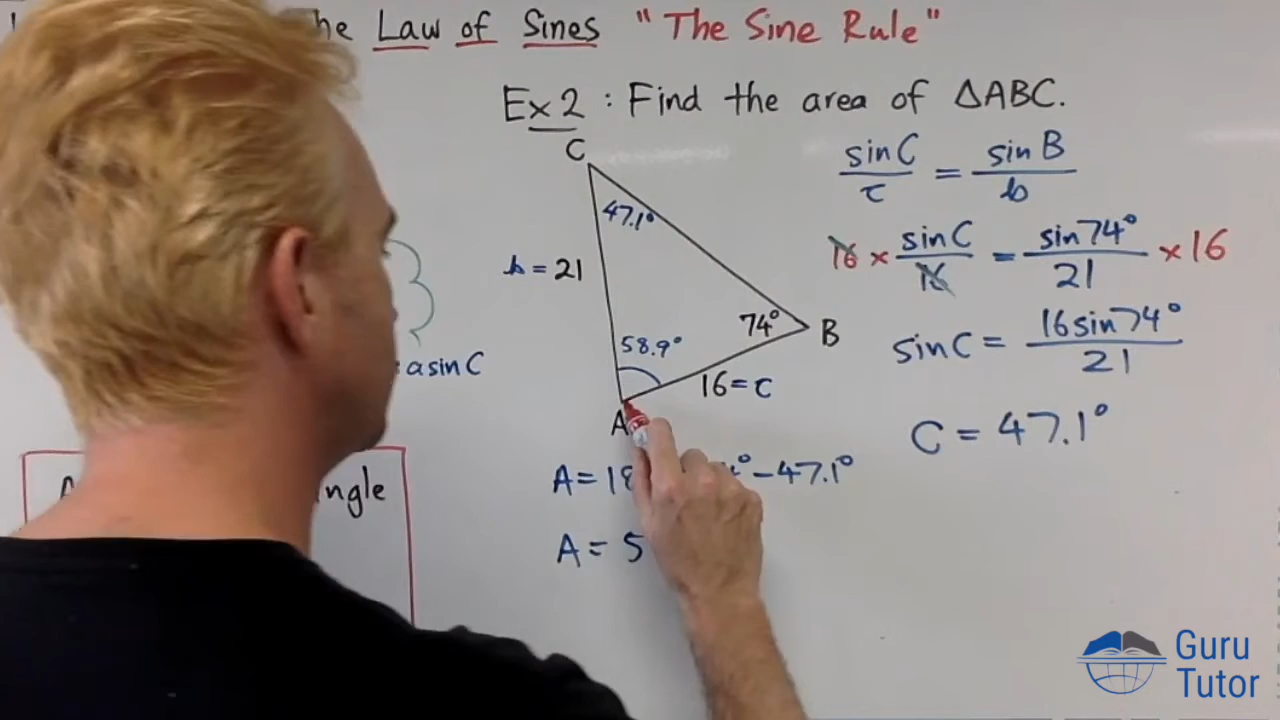 The Law of Sines "The Sine Rule"
Ex 2 : Find the area of ΔABC.
C
47.1°
b = 21
58.9°
74°
B
16 = c
A
sin C / c = sin B / b
16 × sin C / 16 = sin 74° / 21 × 16
sin C = 16 sin 74° / 21
C = 47.1°
a sin C
A = 18 ° - 47.1°
A = 5
Guru
Tutor